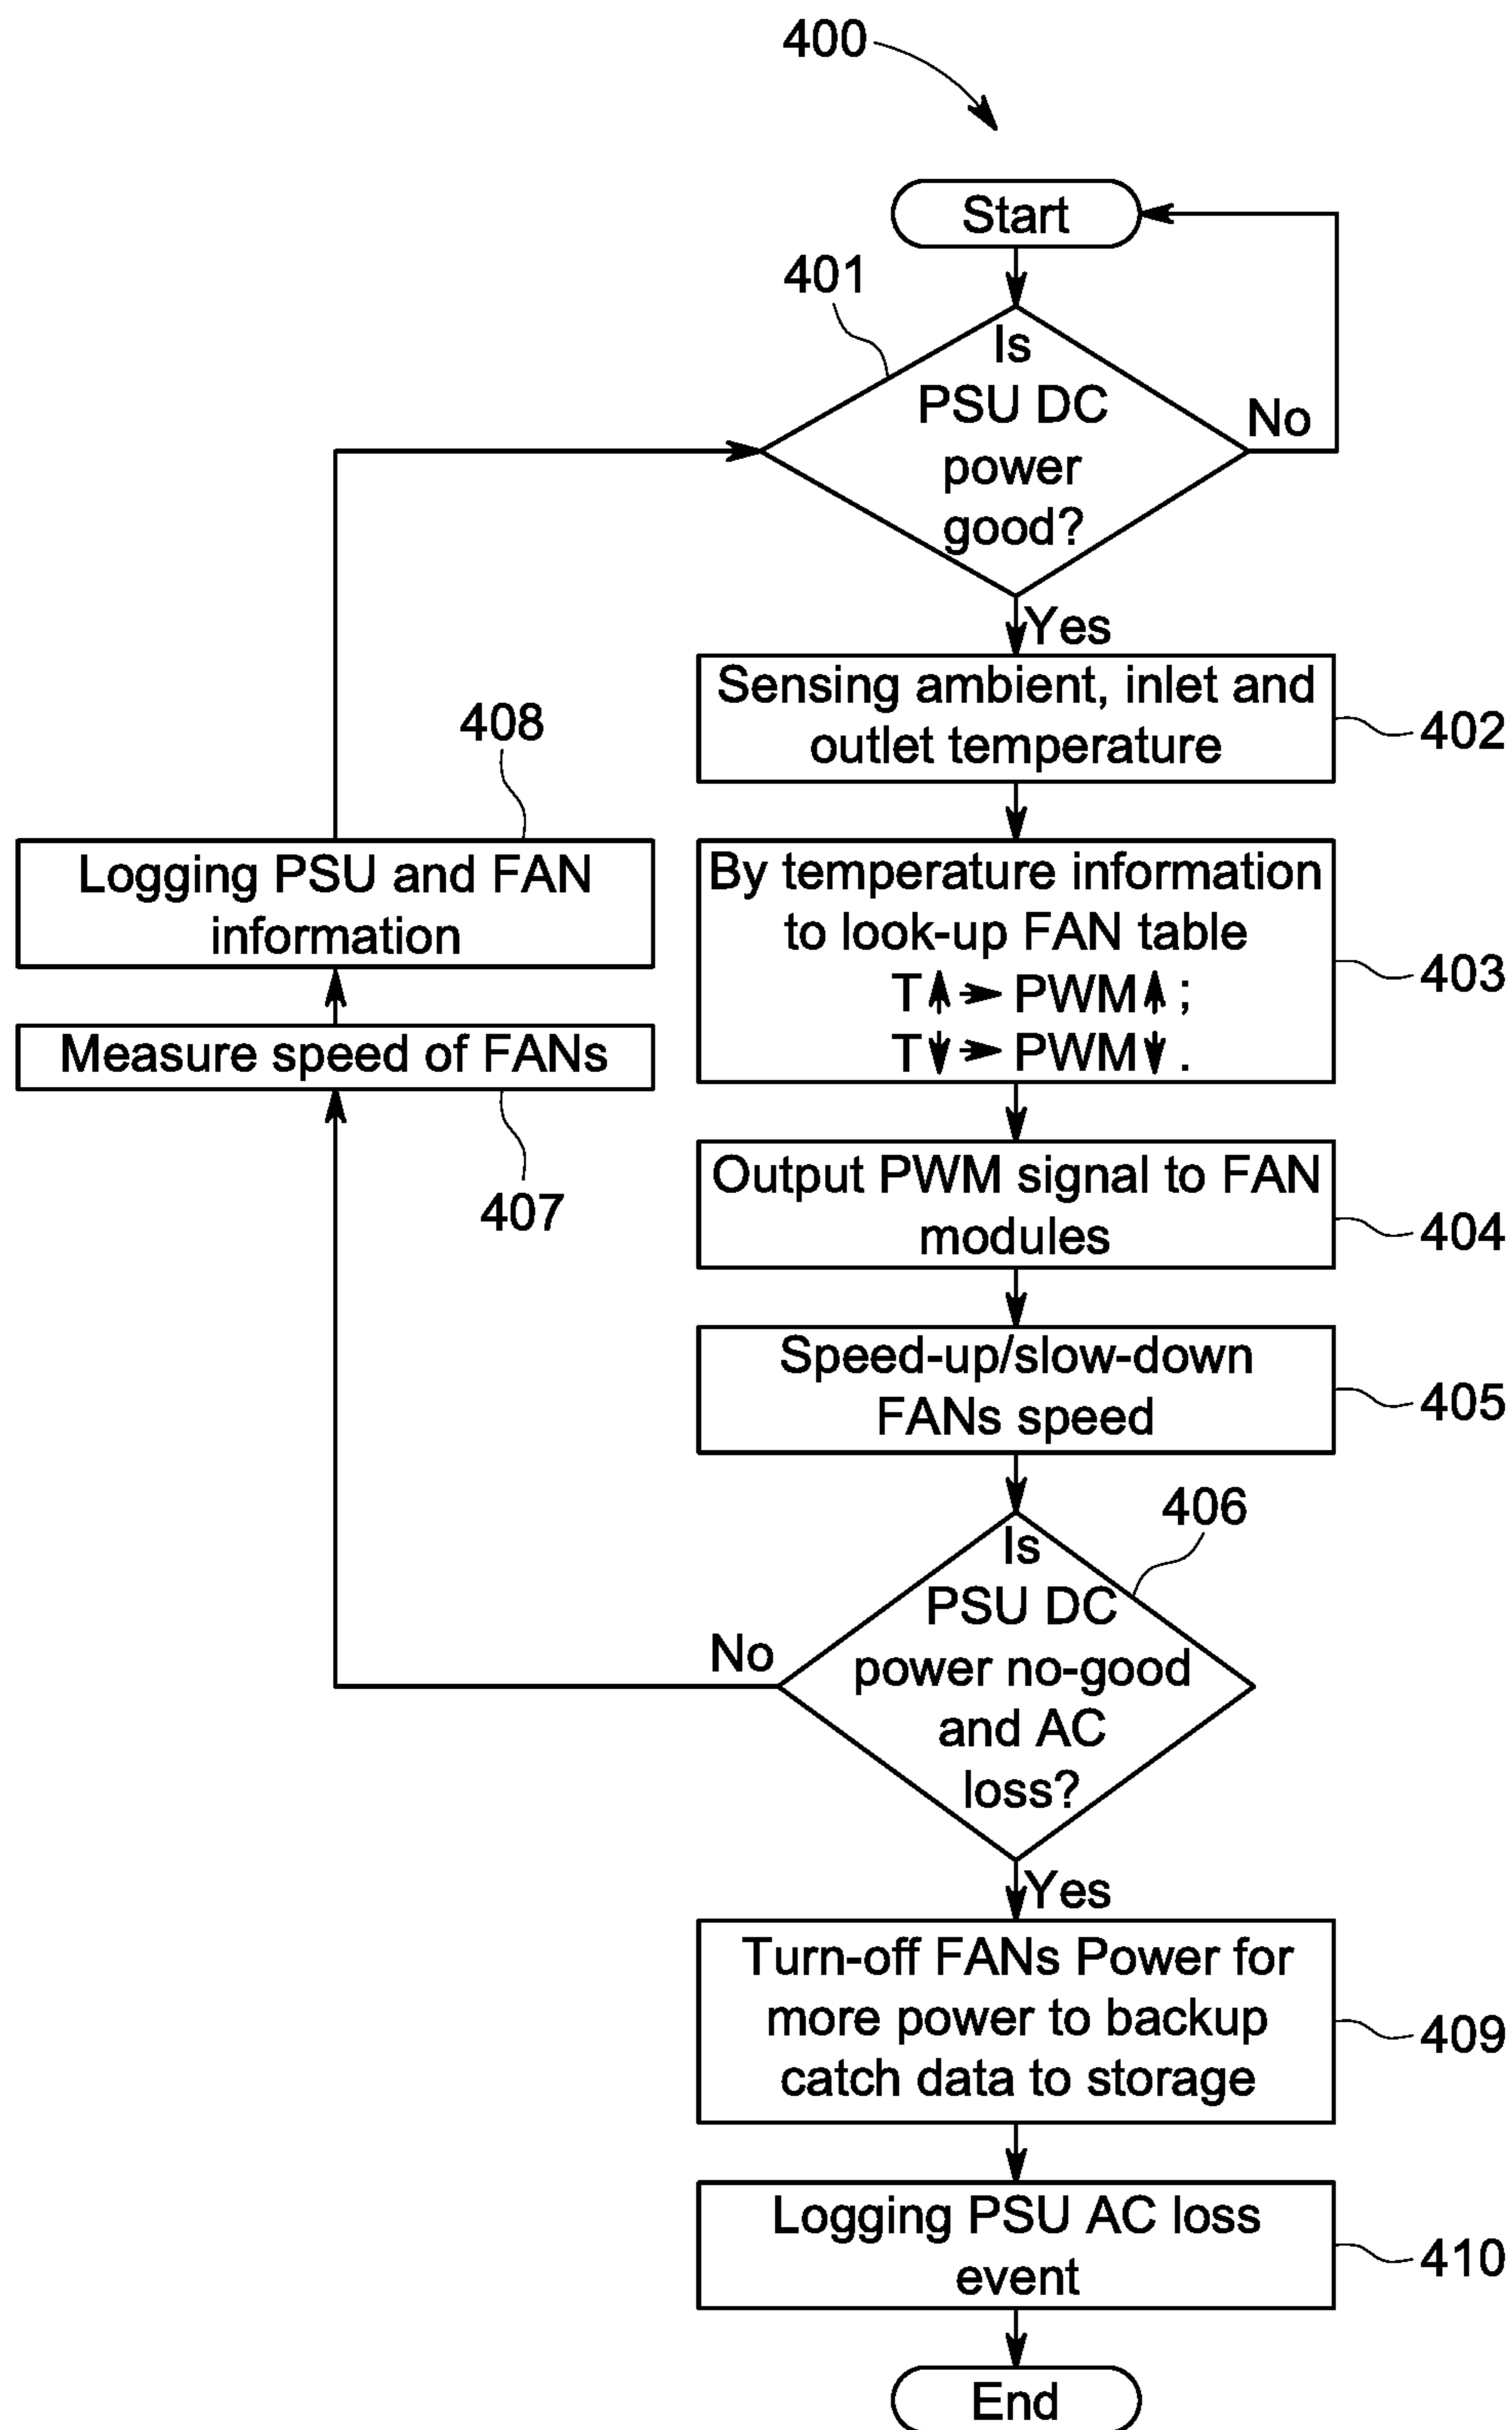 400
Start
401
Is
PSU DC
power
good?
No
Yes
Sensing ambient, inlet and
outlet temperature
402
By temperature information
to look-up FAN table
T↑ → PWM↑ ;
T↓ → PWM↓ .
403
Output PWM signal to FAN
modules
404
Speed-up/slow-down
FANs speed
405
406
Is
PSU DC
power no-good
and AC
loss?
No
Yes
407
Measure speed of FANs
408
Logging PSU and FAN
information
Turn-off FANs Power for
more power to backup
catch data to storage
409
Logging PSU AC loss
event
410
End